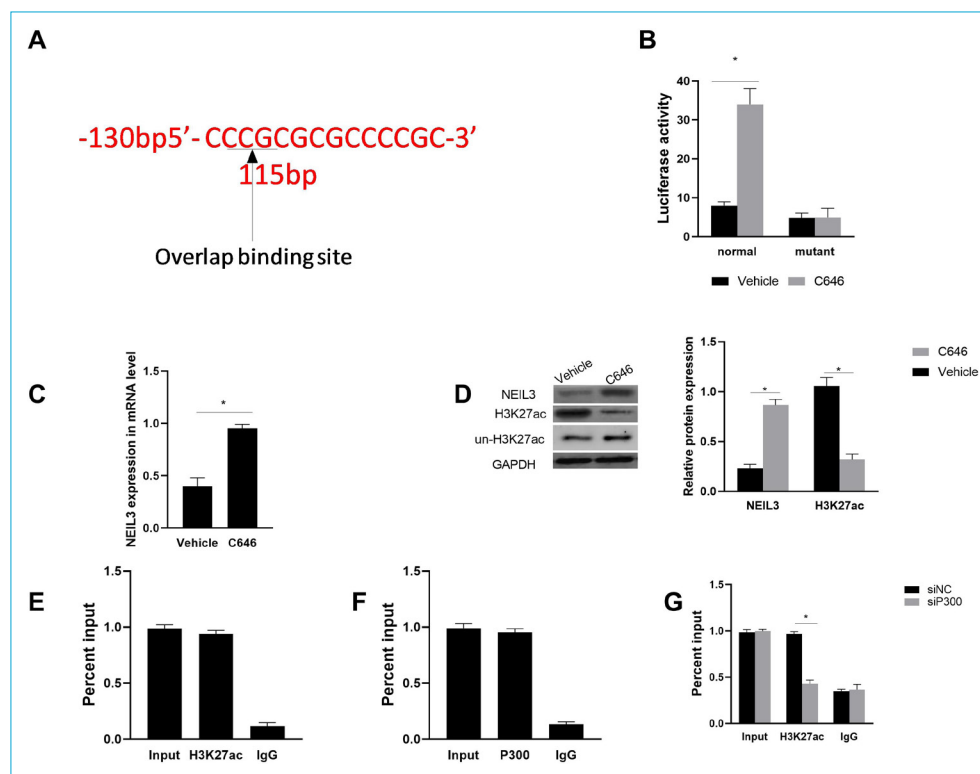 A
-130bp5’-CCCGCGCGCCCCGC-3’
115bp
Overlap binding site
B
Luciferase activity
40
30
20
10
0
*
normal mutant
Vehicle C646
C
NEIL3 expression in mRNA level
1.5
1.0
0.5
0.0
*
Vehicle C646
D
Vehicle C646
NEIL3
H3K27ac
un-H3K27ac
GAPDH
Relative protein expression
1.5
1.0
0.5
0.0
* *
NEIL3 H3K27ac
C646
Vehicle
E
Percent input
1.5
1.0
0.5
0.0
Input H3K27ac IgG
F
Percent input
1.5
1.0
0.5
0.0
Input P300 IgG
G
Percent input
1.5
1.0
0.5
0.0
*
Input H3K27ac IgG
siNC
siP300